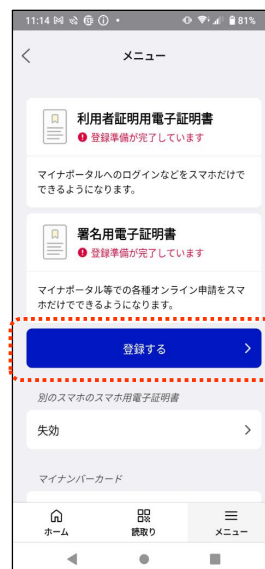 11:14
81%
メニュー
利用者証明用電子証明書
登録準備が完了しています
マイナポータルへのログインなどをスマホだけで
できるようになります。
署名用電子証明書
登録準備が完了しています
マイナポータル等での各種オンライン申請をスマ
ホだけでできるようになります。
登録する
別のスマホのスマホ用電子証明書
失効
マイナンバーカード
ホーム
読取り
メニュー